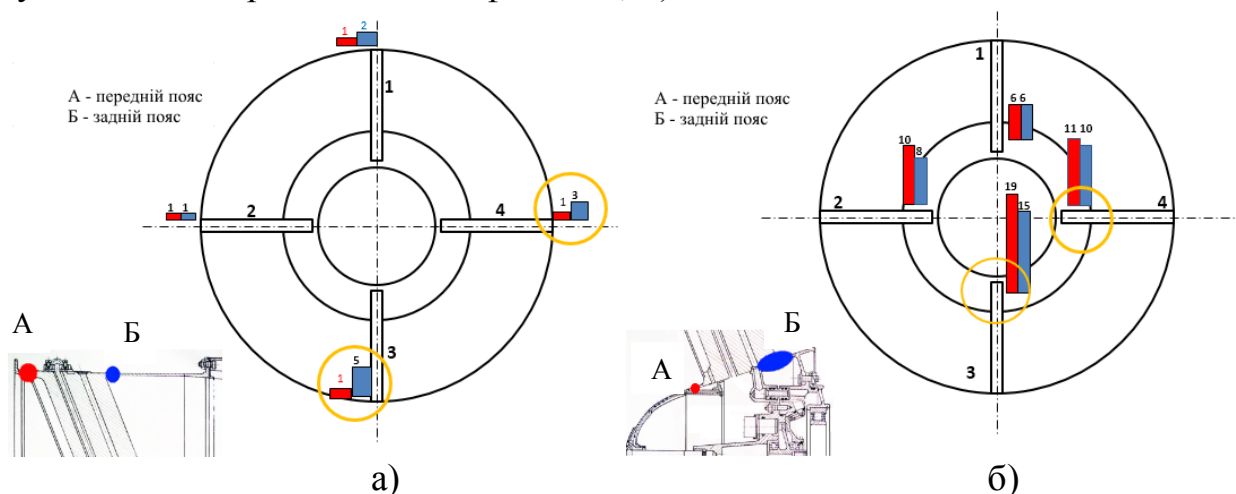 1 2
1
А - передній пояс
Б - задній пояс
1 1
2
4
1 3
3
1 5
А
Б
а)
1
А - передній пояс
Б - задній пояс
6 6
10 8
11 10
19 15
2
4
3
А
Б
б)